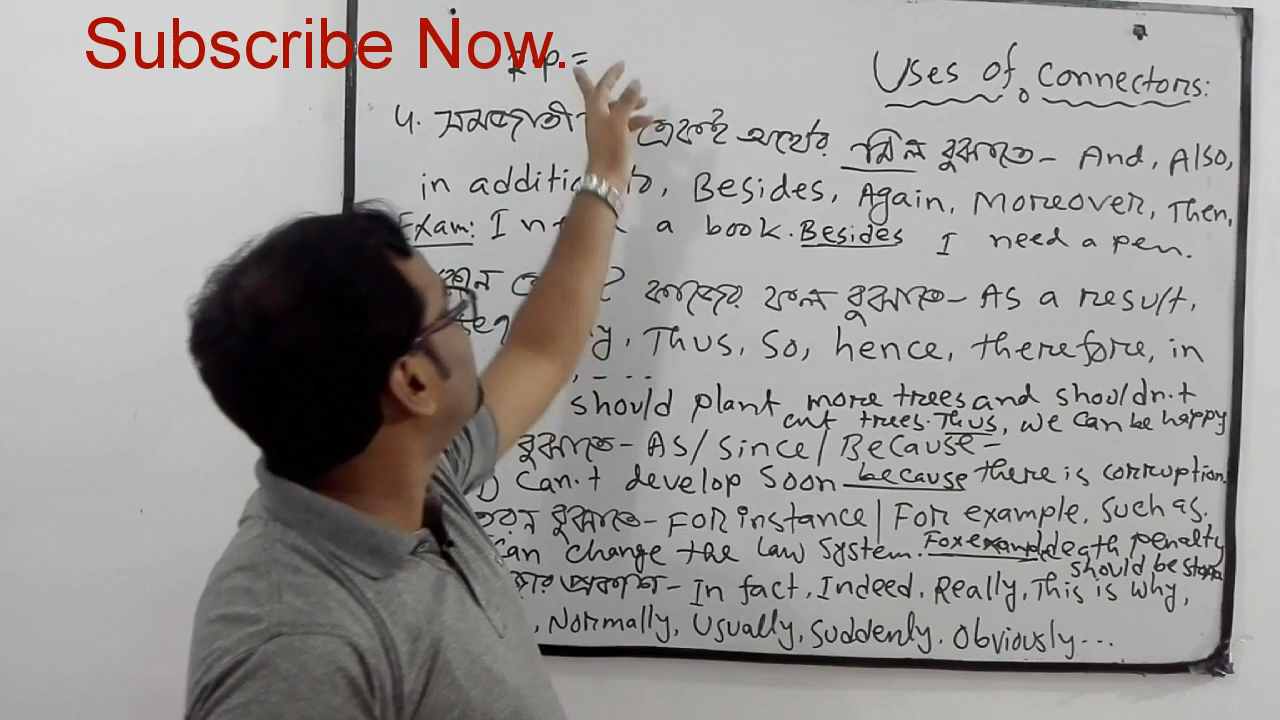 Subscribe Now.
Uses of Connectors:
4. সমজাতীয় একই অর্থের মিল বুঝাতে- And, Also,
in addition to, Besides, Again, Moreover, Then,
Exam: I a book. Besides I need a pen.
কাজের ফল বুঝাতে- As a result,
Thus, So, hence, therefore, in
should plant more trees and shouldn't
cut trees. Thus, we can be happy
বুঝাতে- As/ Since/ Because-
Can't develop soon because there is corruption
বুঝাতে- For instance/ For example, such as.
Can change the law system. For example, death penalty
should be
প্রকাশে- In fact, Indeed, Really, This is why,
, Normally, Usually, Suddenly, Obviously...